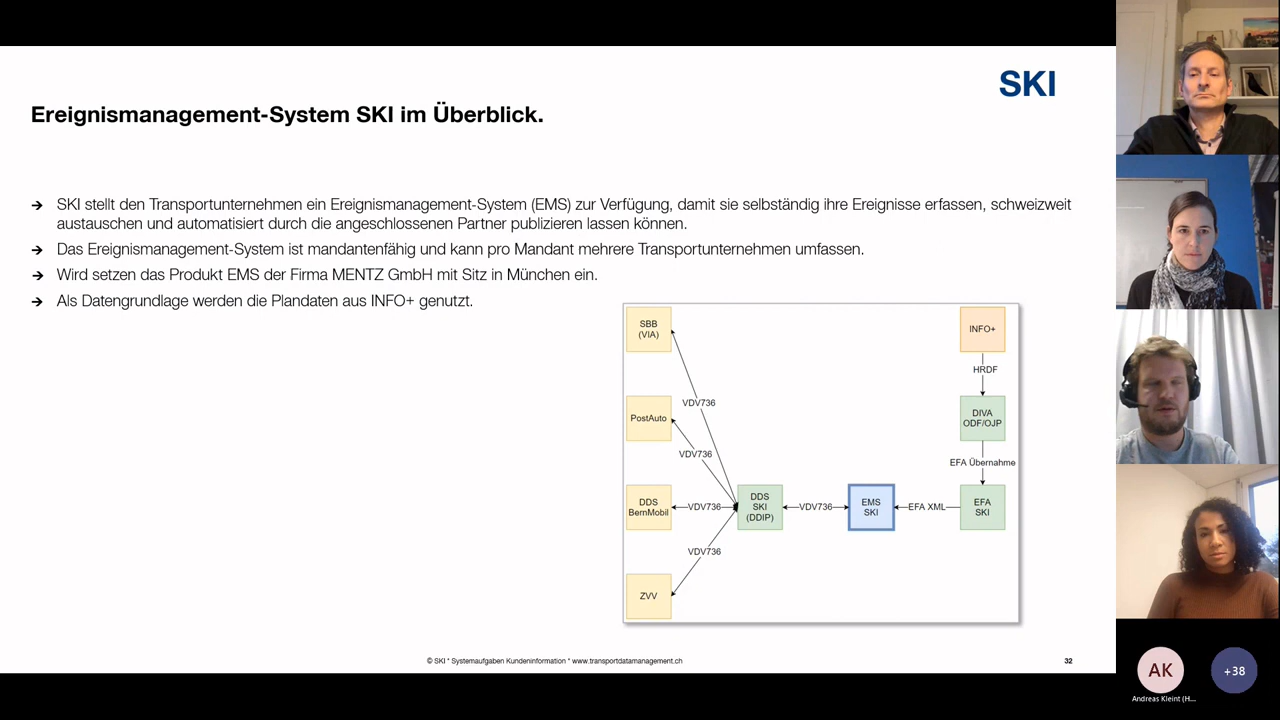 SKI
Ereignismanagement-System SKI im Überblick.
→ SKI stellt den Transportunternehmen ein Ereignismanagement-System (EMS) zur Verfügung, damit sie selbständig ihre Ereignisse erfassen, schweizweit
austauschen und automatisiert durch die angeschlossenen Partner publizieren lassen können.
→ Das Ereignismanagement-System ist mandantenfähig und kann pro Mandant mehrere Transportunternehmen umfassen.
→ Wird setzen das Produkt EMS der Firma MENTZ GmbH mit Sitz in München ein.
→ Als Datengrundlage werden die Plandaten aus INFO+ genutzt.
SBB
(VIA)
INFO+
HRDF
VDV736
PostAuto
DIVA
ODF/OJP
VDV736
EFA Übernahme
DDS
BernMobil
VDV736
DDS
SKI
(DDIP)
VDV736
EMS
SKI
EFA XML
EFA
SKI
VDV736
ZVV
© SKI * Systemaufgaben Kundeninformation * www.transportdatamanagement.ch
32
AK
+38
Andreas Kleint (H...